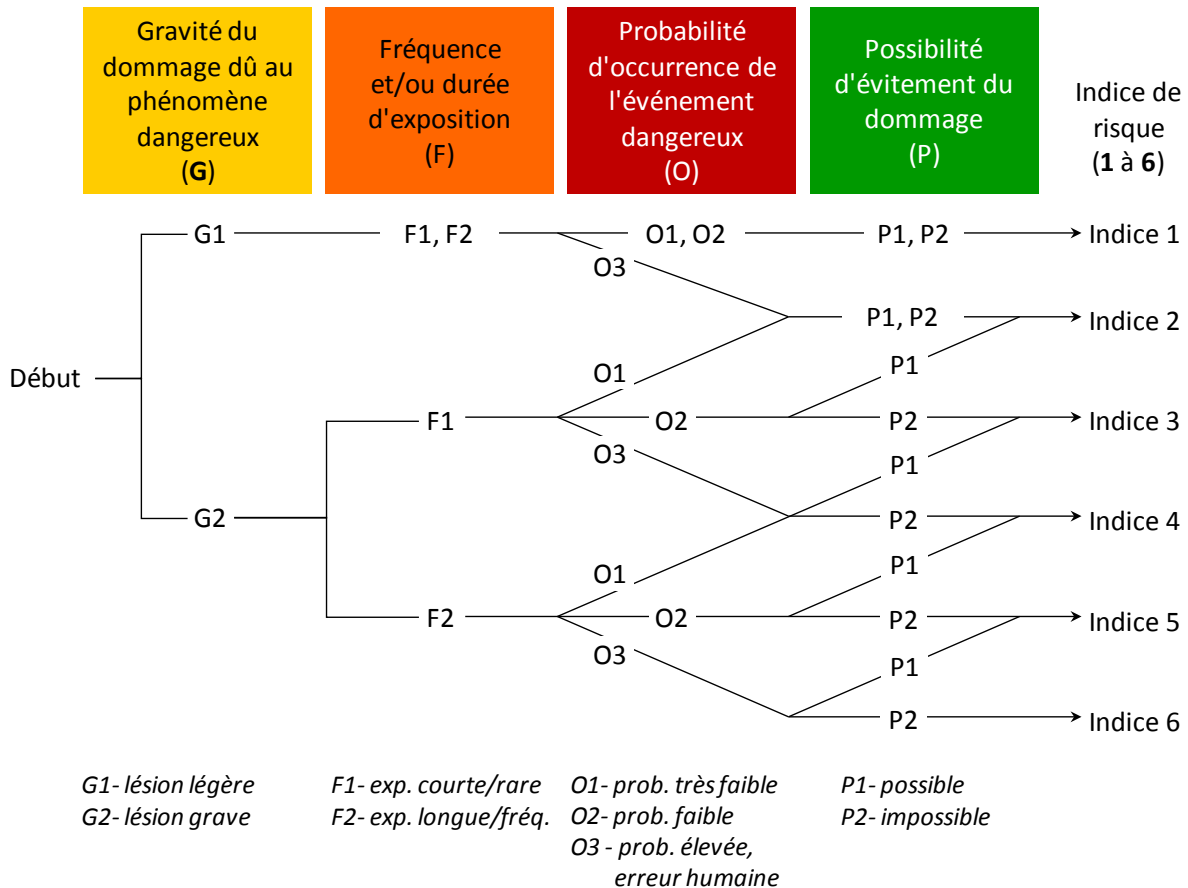 Gravité du
dommage dû au
phénomène
dangereux
(G)
Fréquence
et/ou durée
d'exposition
(F)
Probabilité
d'occurrence de
l'événement
dangereux
(O)
Possibilité
d'évitement du
dommage
(P)
Indice de
risque
(1 à 6)
G1
F1, F2
O1, O2
P1, P2
Indice 1
O3
P1, P2
Indice 2
Début
O1
P1
F1
O2
P2
Indice 3
O3
P1
G2
P2
Indice 4
O1
P1
F2
O2
P2
Indice 5
O3
P1
P2
Indice 6
G1- lésion légère
G2- lésion grave
F1- exp. courte/rare
F2- exp. longue/fréq.
O1- prob. très faible
O2- prob. faible
O3 - prob. élevée,
erreur humaine
P1- possible
P2- impossible